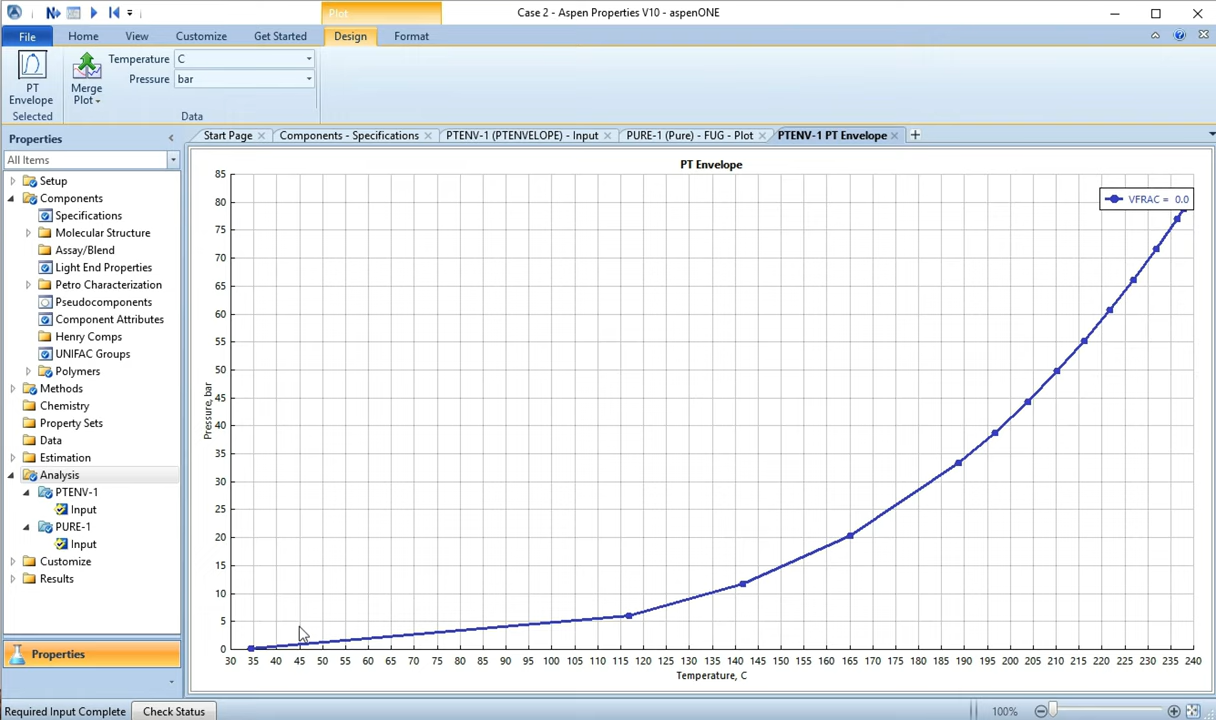 Plot
Case 2 - Aspen Properties V10 - aspenONE
File
Home
View
Customize
Get Started
Design
Format
PT
Envelope
Merge
Plot
Temperature
C
Pressure
bar
Selected
Data
Properties
All Items
Setup
Components
Specifications
Molecular Structure
Assay/Blend
Light End Properties
Petro Characterization
Pseudocomponents
Component Attributes
Henry Comps
UNIFAC Groups
Polymers
Methods
Chemistry
Property Sets
Data
Estimation
Analysis
PTENV-1
Input
PURE-1
Input
Customize
Results
Properties
Start Page
Components - Specifications
PTENV-1 (PTENVELOPE) - Input
PURE-1 (Pure) - FUG - Plot
PTENV-1 PT Envelope
PT Envelope
VFRAC = 0.0
85
80
75
70
65
60
55
50
45
40
35
30
25
20
15
10
5
0
Pressure, bar
30 35 40 45 50 55 60 65 70 75 80 85 90 95 100 105 110 115 120 125 130 135 140 145 150 155 160 165 170 175 180 185 190 195 200 205 210 215 220 225 230 235 240
Temperature, C
Required Input Complete
Check Status
100%